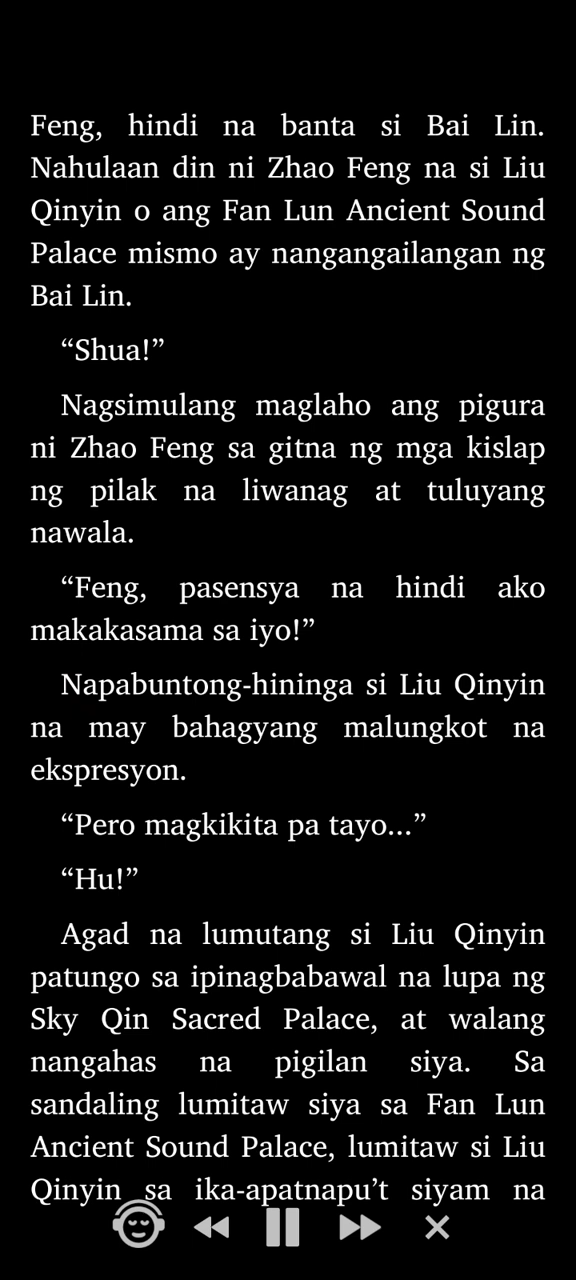 Feng, hindi na banta si Bai Lin.
Nahulaan din ni Zhao Feng na si Liu
Qinyin o ang Fan Lun Ancient Sound
Palace mismo ay nangangailangan ng
Bai Lin.
“Shua!”
Nagsimulang maglaho ang pigura
ni Zhao Feng sa gitna ng mga kislap
ng pilak na liwanag at tuluyang
nawala.
“Feng, pasensya na hindi ako
makakasama sa iyo!”
Napabuntong-hininga si Liu Qinyin
na may bahagyang malungkot na
ekspresyon.
“Pero magkikita pa tayo...”
“Hu!”
Agad na lumutang si Liu Qinyin
patungo sa ipinagbabawal na lupa ng
Sky Qin Sacred Palace, at walang
nangahas na pigilan siya. Sa
sandaling lumitaw siya sa Fan Lun
Ancient Sound Palace, lumitaw si Liu
Qinyin sa ika-apatnapu’t siyam na